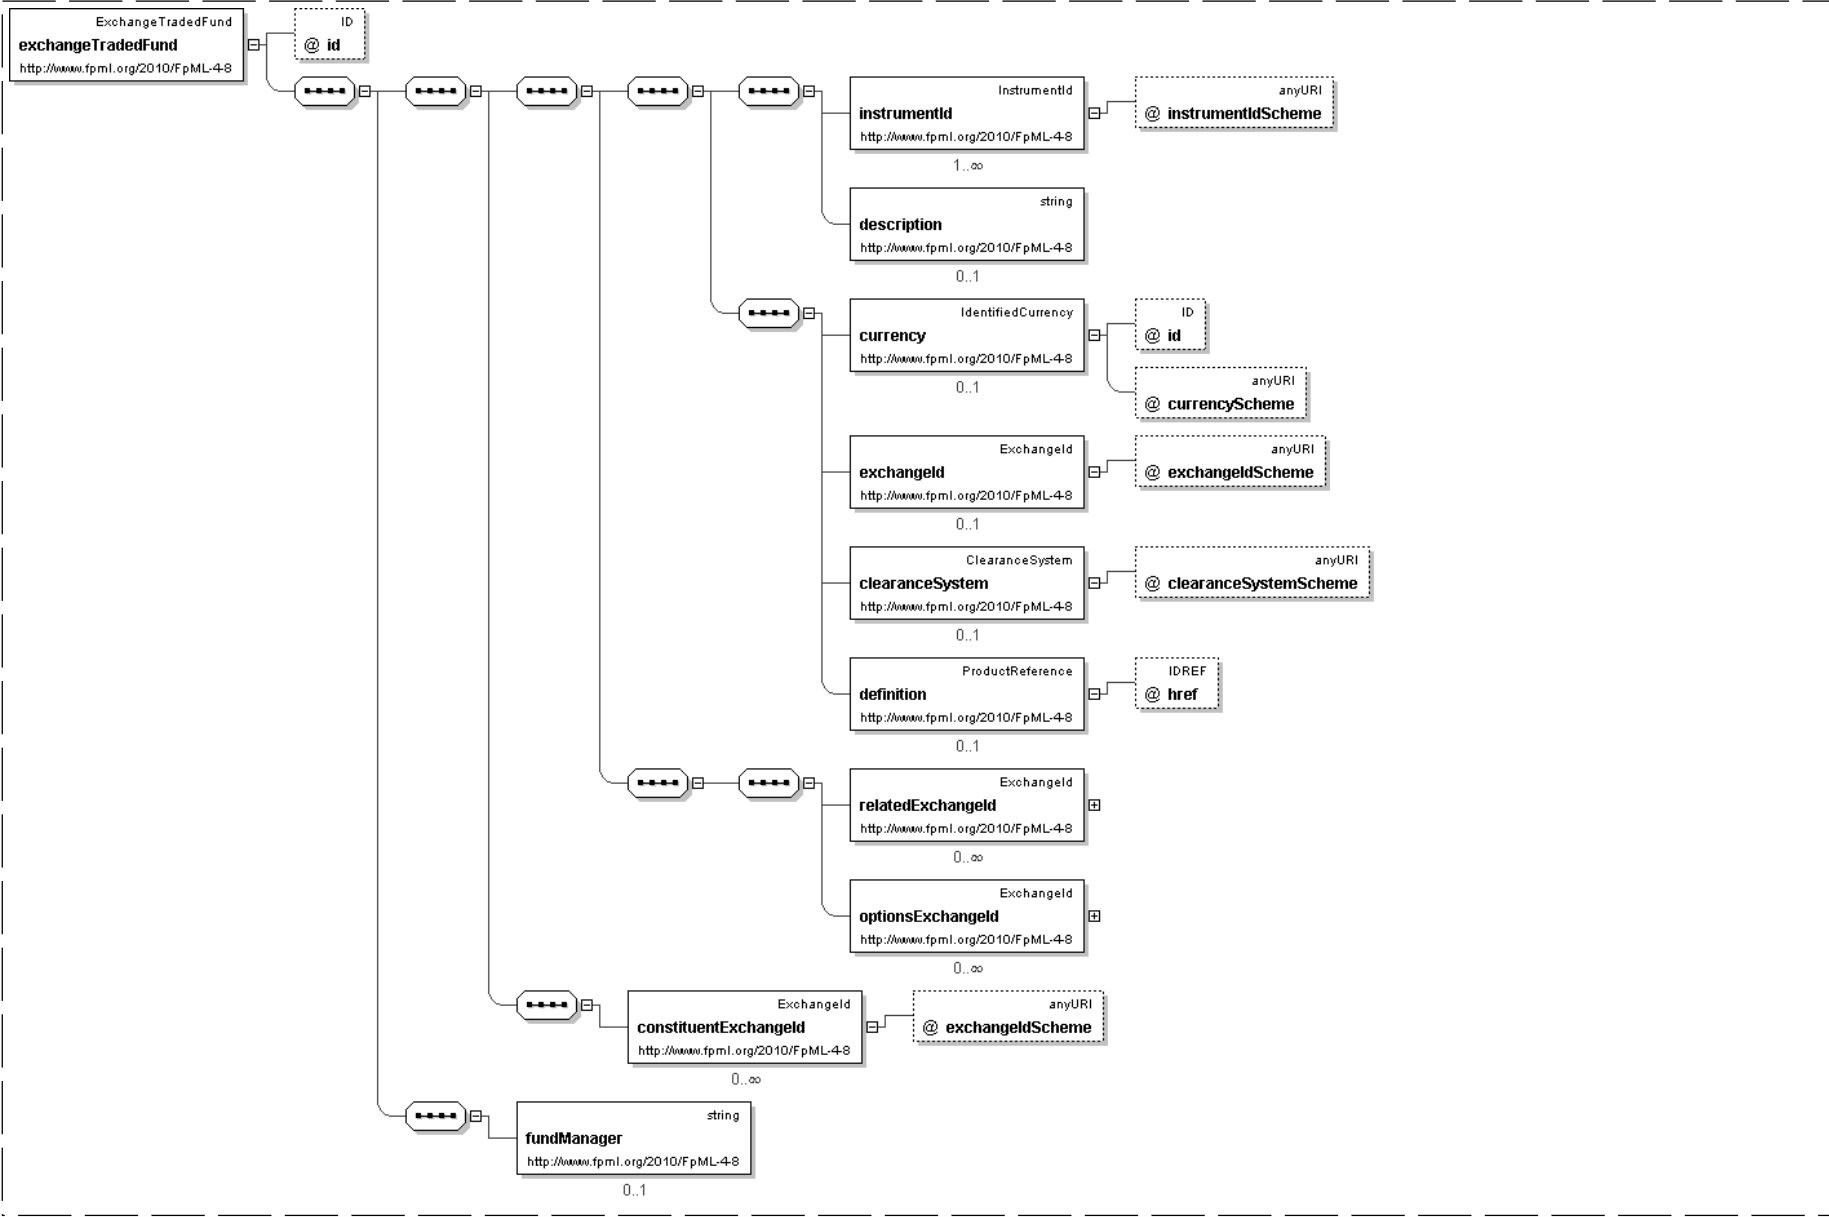 ExchangeTradedFund
exchangeTradedFund
http://www.fpml.org/2010/FpML-4-8
ID
@ id
InstrumentId
instrumentId
http://www.fpml.org/2010/FpML-4-8
1..∞
anyURI
@ instrumentIdScheme
string
description
http://www.fpml.org/2010/FpML-4-8
0..1
IdentifiedCurrency
currency
http://www.fpml.org/2010/FpML-4-8
0..1
ID
@ id
anyURI
@ currencyScheme
ExchangeId
exchangeId
http://www.fpml.org/2010/FpML-4-8
0..1
anyURI
@ exchangeIdScheme
ClearanceSystem
clearanceSystem
http://www.fpml.org/2010/FpML-4-8
0..1
anyURI
@ clearanceSystemScheme
ProductReference
definition
http://www.fpml.org/2010/FpML-4-8
0..1
IDREF
@ href
ExchangeId
relatedExchangeId
http://www.fpml.org/2010/FpML-4-8
0..∞
ExchangeId
optionsExchangeId
http://www.fpml.org/2010/FpML-4-8
0..∞
ExchangeId
constituentExchangeId
http://www.fpml.org/2010/FpML-4-8
0..∞
anyURI
@ exchangeIdScheme
string
fundManager
http://www.fpml.org/2010/FpML-4-8
0..1